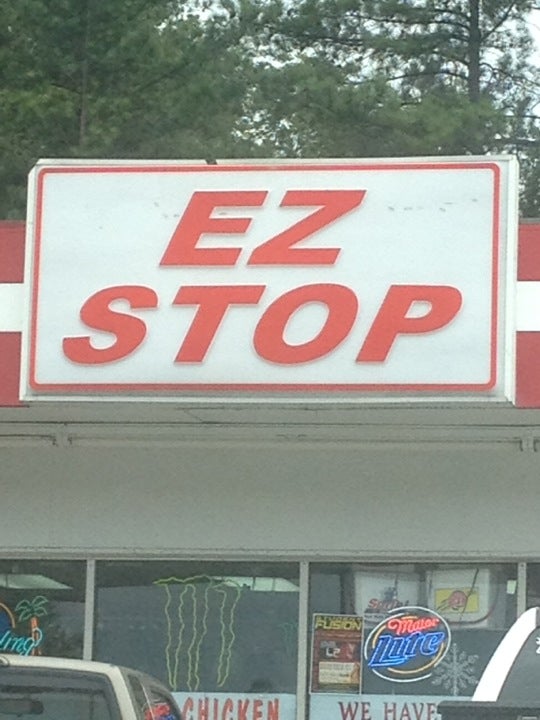 EZ
STOP
FUSION
Miller
Lite
CHICKEN
WE HAVE